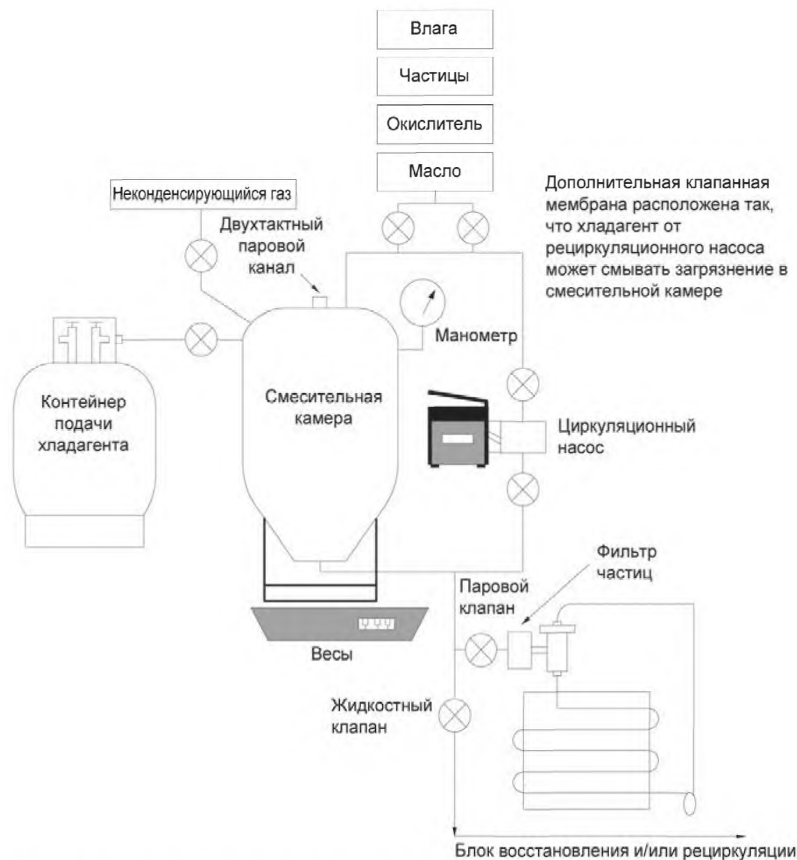 Влага
Частицы
Окислитель
Масло
Неконденсирующийся газ
Двухтактный
паровой
канал
Дополнительная клапанная
мембрана расположена так,
что хладагент от
рециркуляционного насоса
может смывать загрязнение в
смесительной камере
Манометр
Контейнер
подачи
хладагента
Смесительная
камера
Циркуляционный
насос
Фильтр
частиц
Паровой
клапан
Весы
Жидкостный
клапан
Блок восстановления и/или рециркуляции